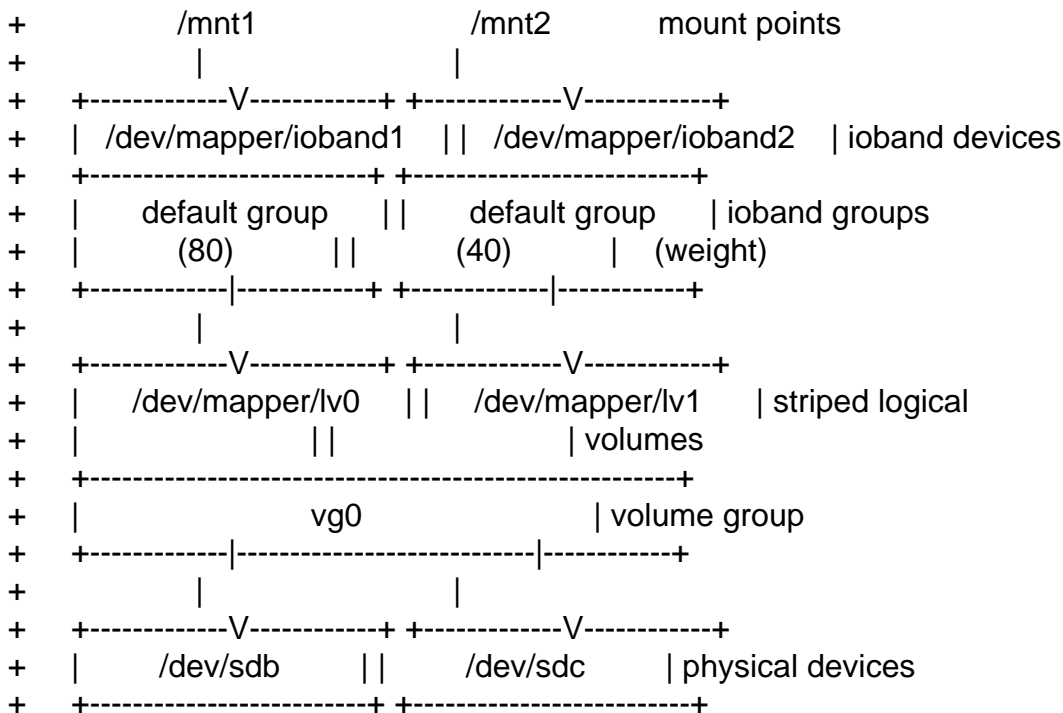 + /mnt1 /mnt2 mount points
+ | |
+ +-------------V------------+ +-------------V------------+
+ | /dev/mapper/ioband1 | | /dev/mapper/ioband2 | ioband devices
+ +--------------------------+ +--------------------------+
+ | default group | | default group | ioband groups
+ | (80) | | (40) | (weight)
+ +-------------|------------+ +-------------|------------+
+ | |
+ +-------------V------------+ +-------------V------------+
+ | /dev/mapper/lv0 | | /dev/mapper/lv1 | striped logical
+ | | | | volumes
+ +-------------------------------------------------------+
+ | vg0 | volume group
+ +-------------|----------------------------|------------+
+ | |
+ +-------------V------------+ +-------------V------------+
+ | /dev/sdb | | /dev/sdc | physical devices
+ +--------------------------+ +--------------------------+